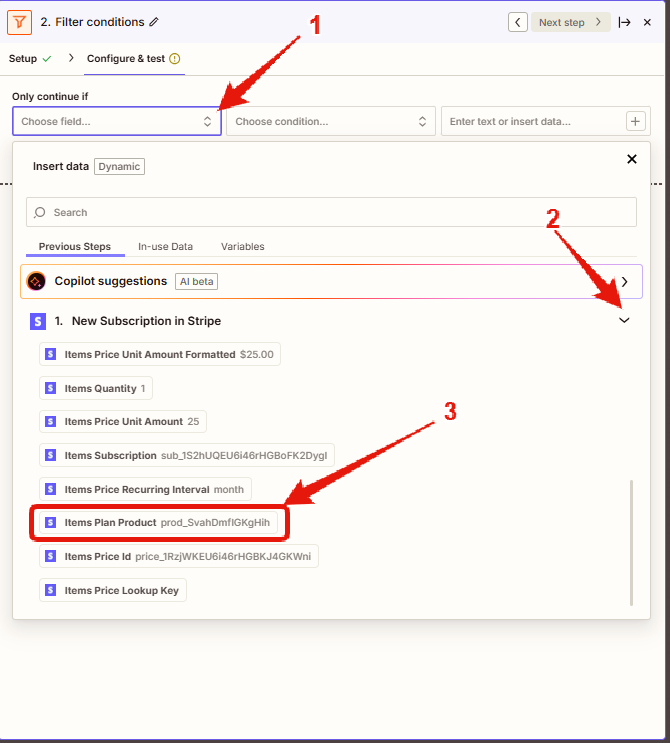 2. Filter conditions
Next step
1
Setup
Configure & test
Only continue if
Choose field...
Choose condition...
Enter text or insert data...
Insert data
Dynamic
Search
2
Previous Steps
In-use Data
Variables
Copilot suggestions
AI beta
1. New Subscription in Stripe
Items Price Unit Amount Formatted $25.00
Items Quantity 1
3
Items Price Unit Amount 25
Items Subscription sub_1S2hUQEU6i46rHGBoFK2Dygl
Items Price Recurring Interval month
Items Plan Product prod_SvahDmfIGKgHih
Items Price Id price_1RzjWKEU6i46rHGBKJ4GKWni
Items Price Lookup Key